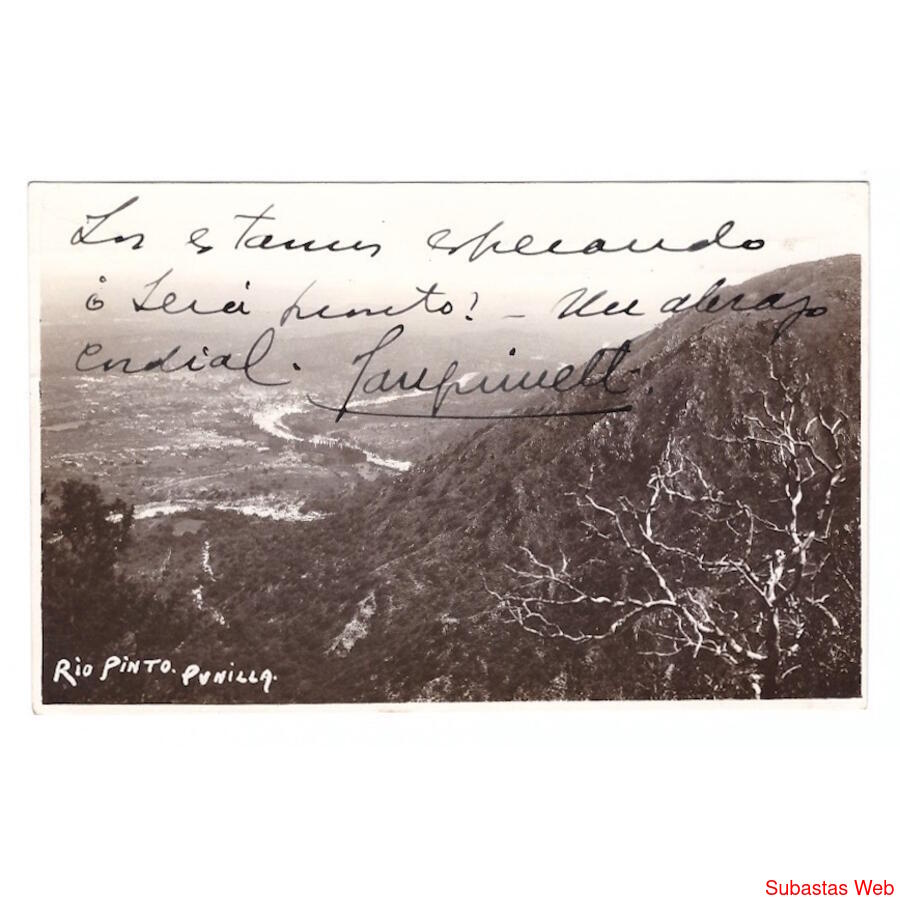 Los estamos esperando
ó será pronto? - Un abrazo
cordial.
RIO PINTO. PUNILLA.
Subastas Web